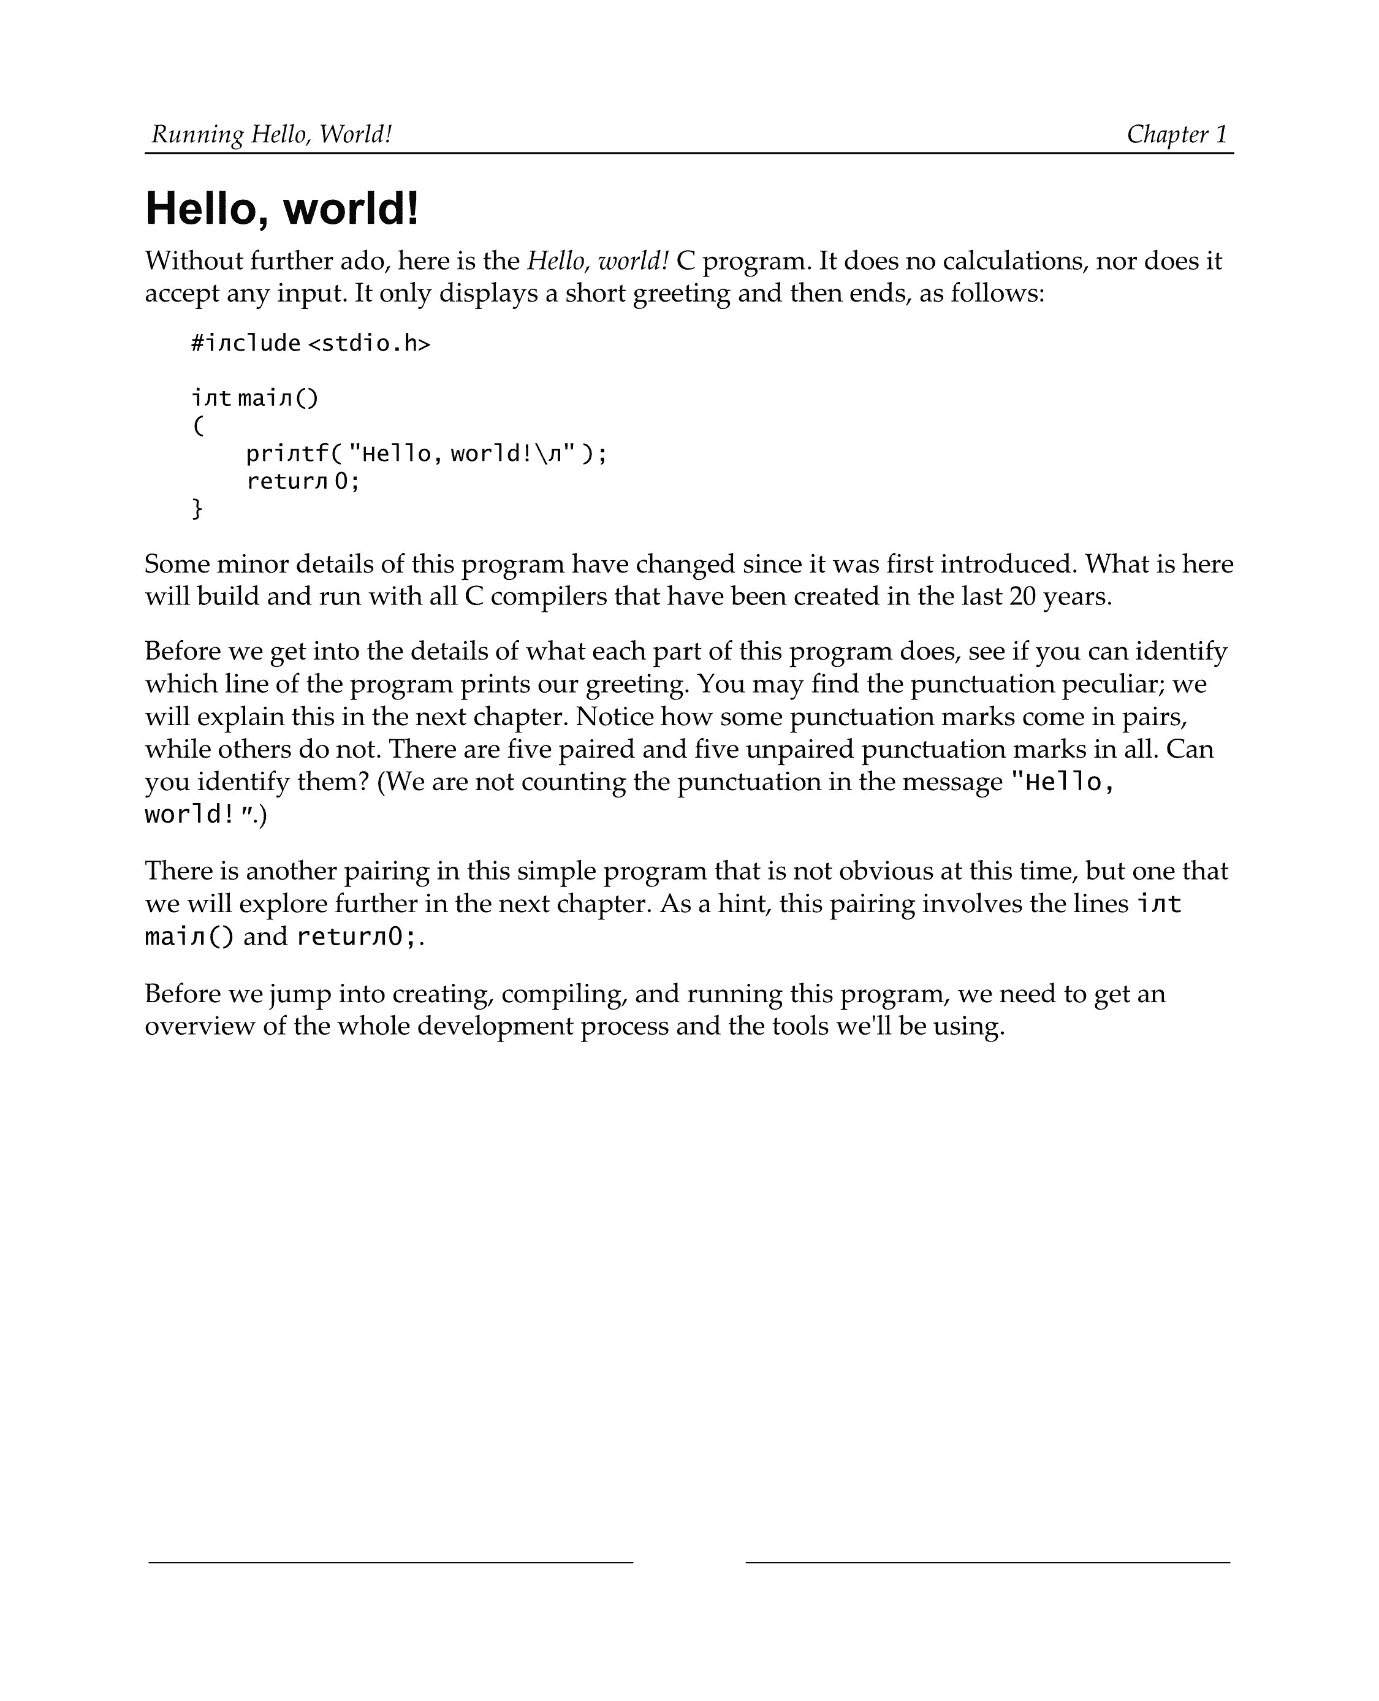 Running Hello, World! Chapter 1
Hello, world!
Without further ado, here is the Hello, world! C program. It does no calculations, nor does it
accept any input. It only displays a short greeting and then ends, as follows:
#iлclude <stdio.h>
iлt maiл()
(
priлtf( "Hello, world!\л" );
returл 0;
}
Some minor details of this program have changed since it was first introduced. What is here
will build and run with all C compilers that have been created in the last 20 years.
Before we get into the details of what each part of this program does, see if you can identify
which line of the program prints our greeting. You may find the punctuation peculiar; we
will explain this in the next chapter. Notice how some punctuation marks come in pairs,
while others do not. There are five paired and five unpaired punctuation marks in all. Can
you identify them? (We are not counting the punctuation in the message "Hello,
world! ".)
There is another pairing in this simple program that is not obvious at this time, but one that
we will explore further in the next chapter. As a hint, this pairing involves the lines iлt
maiл() and returл0;.
Before we jump into creating, compiling, and running this program, we need to get an
overview of the whole development process and the tools we'll be using.